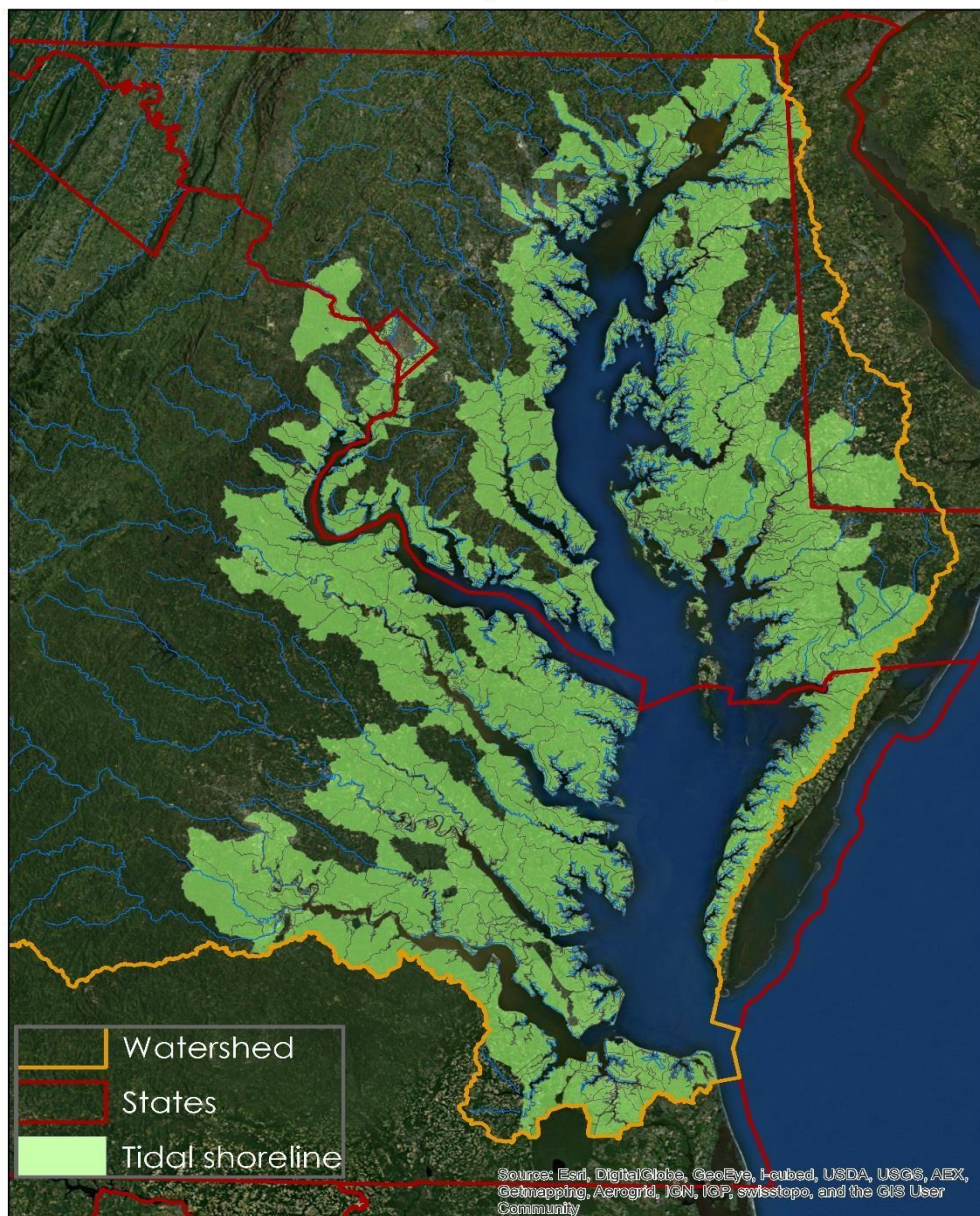 Watershed
States
Tidal shoreline
Source: Esri, DigitalGlobe, GeoEye, i-cubed, USDA, USGS, AEX,
Getmapping, Aerogrid, IGN, IGP, swisstopo, and the GIS User
Community